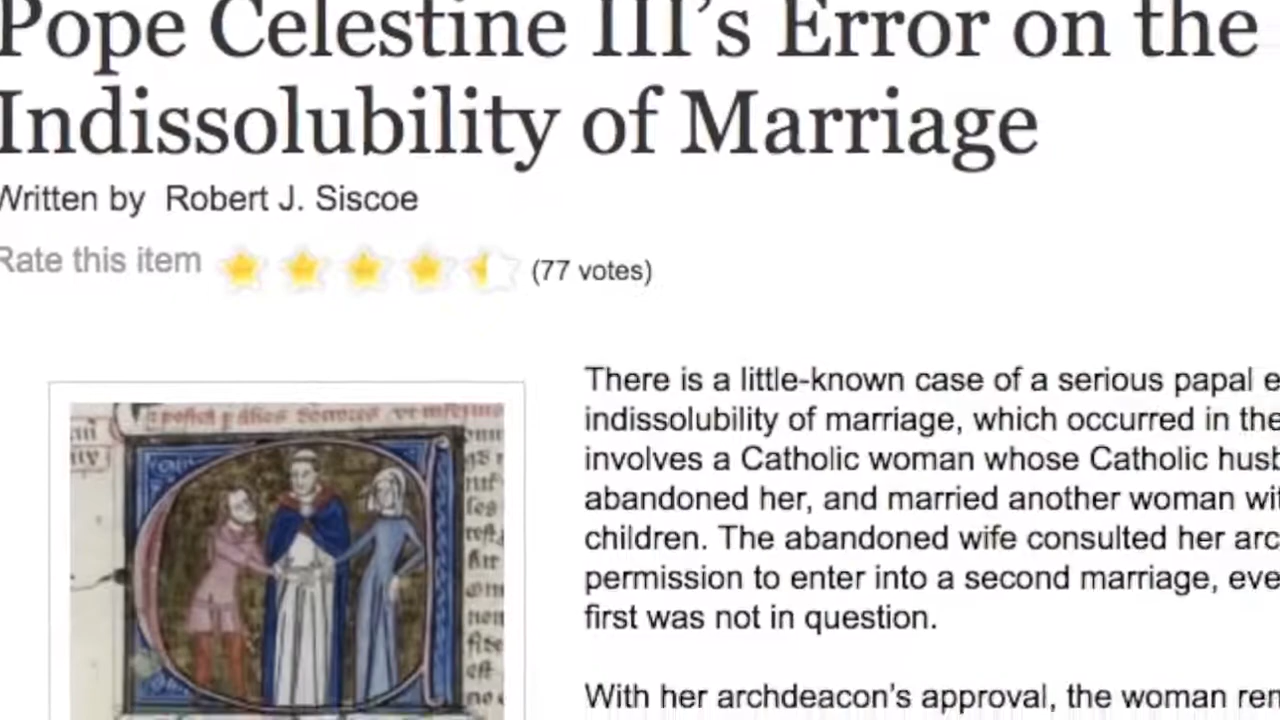 Pope Celestine III's Error on the
Indissolubility of Marriage
Written by Robert J. Siscoe
Rate this item (77 votes)
There is a little-known case of a serious papal
indissolubility of marriage, which occurred in the
involves a Catholic woman whose Catholic
abandoned her, and married another woman
children. The abandoned wife consulted her
permission to enter into a second marriage,
first was not in question.
With her archdeacon's approval, the woman